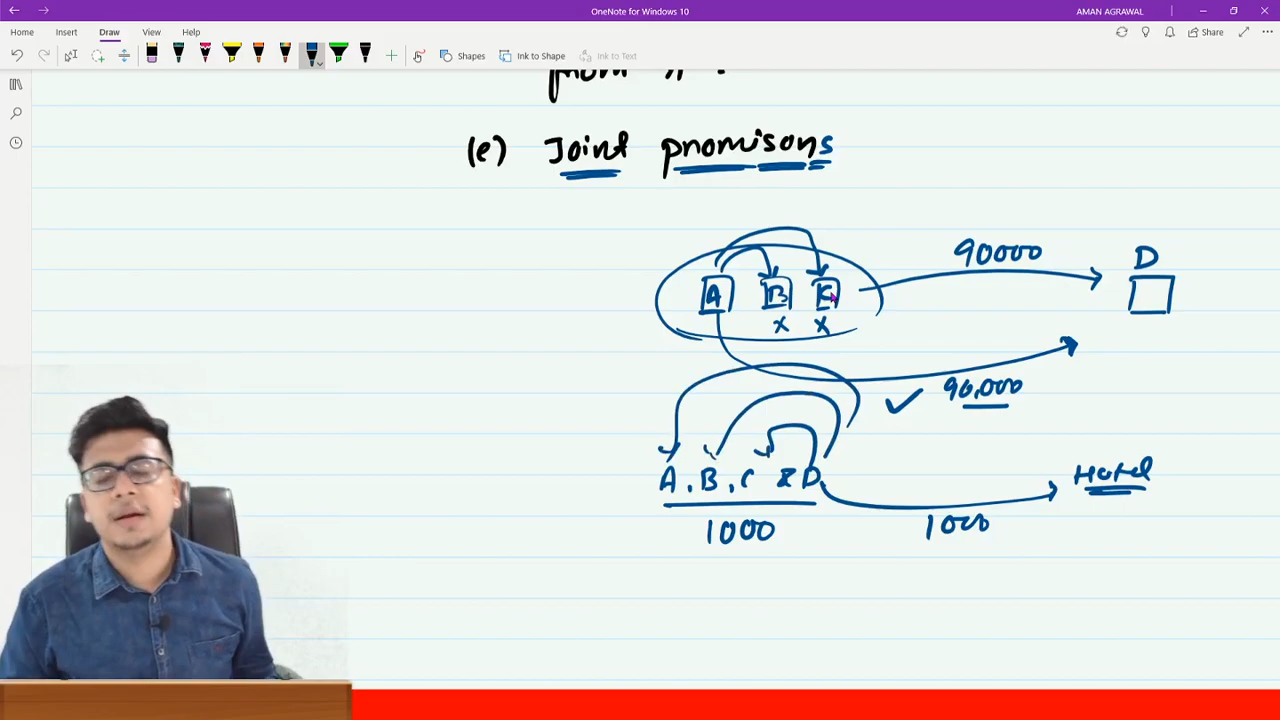 OneNote for Windows 10
AMAN AGRAWAL
Home Insert Draw View Help
Share
Shapes Ink to Shape Ink to Text
from
(e) Joint promisors
90000 D
A B C
x x
90,000
A, B, C & D Hotel
1000 1000